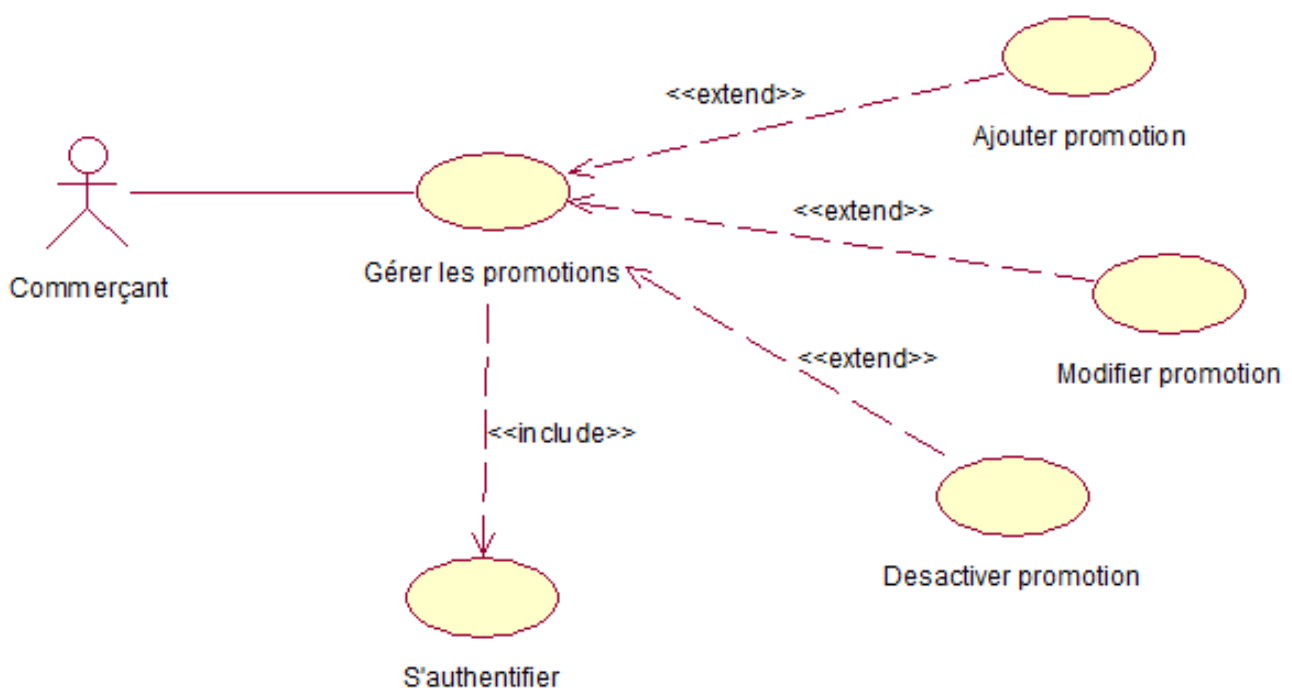 <<extend>>
Ajouter promotion
<<extend>>
Commerçant
Gérer les promotions
<<extend>>
Modifier promotion
<<include>>
Desactiver promotion
S'authentifier